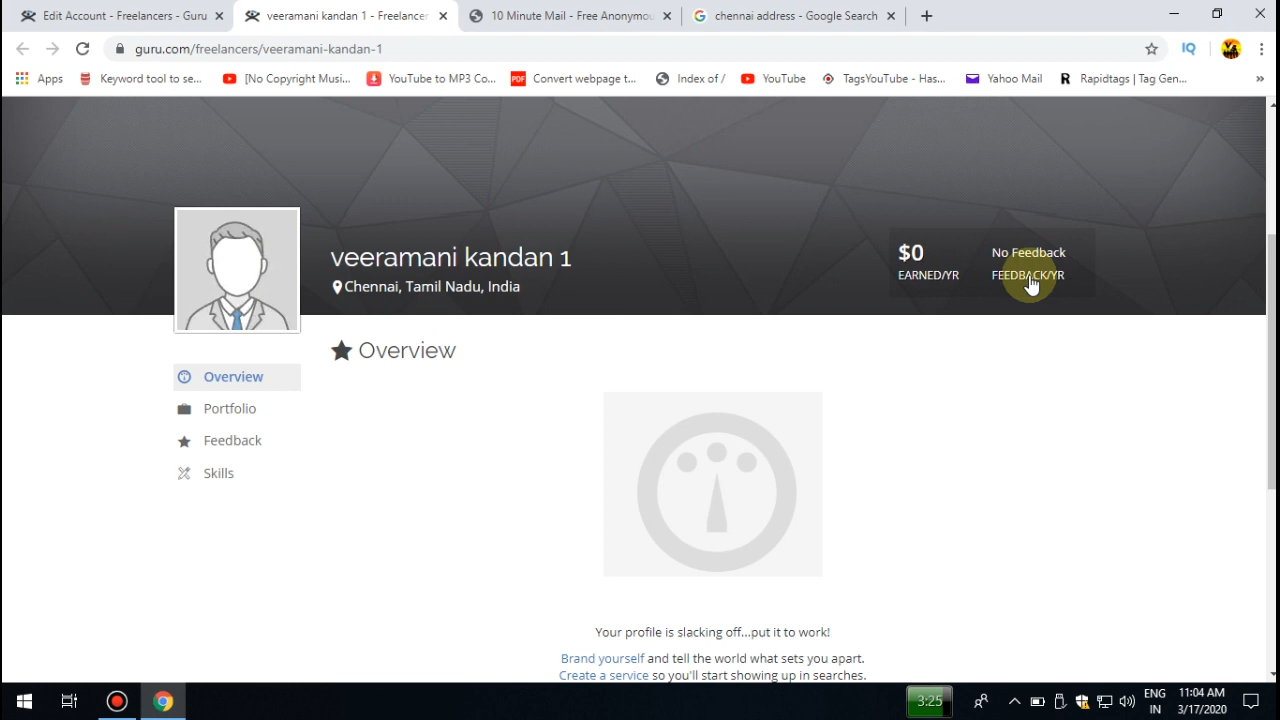 Edit Account - Freelancers - Guru
veeramani kandan 1 - Freelancer
10 Minute Mail - Free Anonymou
chennai address - Google Search
guru.com/freelancers/veeramani-kandan-1
IQ
Apps
Keyword tool to se...
[No Copyright Musi...
YouTube to MP3 Co...
PDF
Convert webpage t...
Index of /
YouTube
TagsYouTube - Has...
Yahoo Mail
R
Rapidtags | Tag Gen...
»
veeramani kandan 1
Chennai, Tamil Nadu, India
$0
EARNED/YR
No Feedback
FEEDBACK/YR
Overview
Overview
Portfolio
Feedback
Skills
Your profile is slacking off...put it to work!
Brand yourself and tell the world what sets you apart.
Create a service so you'll start showing up in searches.
3:25
ENG
IN
11:04 AM
3/17/2020